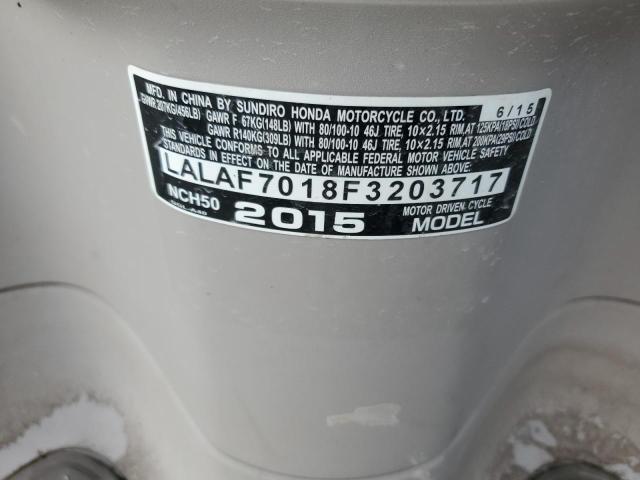 MFD. IN CHINA BY SUNDIRO HONDA MOTORCYCLE CO., LTD. 6/15
GVWR 207KG(456LB) GAWR F 67KG(148LB) WITH 80/100-10 46J TIRE, 10×2.15 RIM, AT 125KPA(18PSI)COLD
GAWR R140KG(309LB) WITH 80/100-10 46J TIRE, 10×2.15 RIM, AT 200KPA(29PSI)COLD
THIS VEHICLE CONFORMS TO ALL APPLICABLE FEDERAL MOTOR VEHICLE SAFETY
STANDARDS IN EFFECT ON THE DATE OF MANUFACTURE SHOWN ABOVE.
LALAF7018F3203717
NCH50 2015 MOTOR DRIVEN CYCLE
MODEL